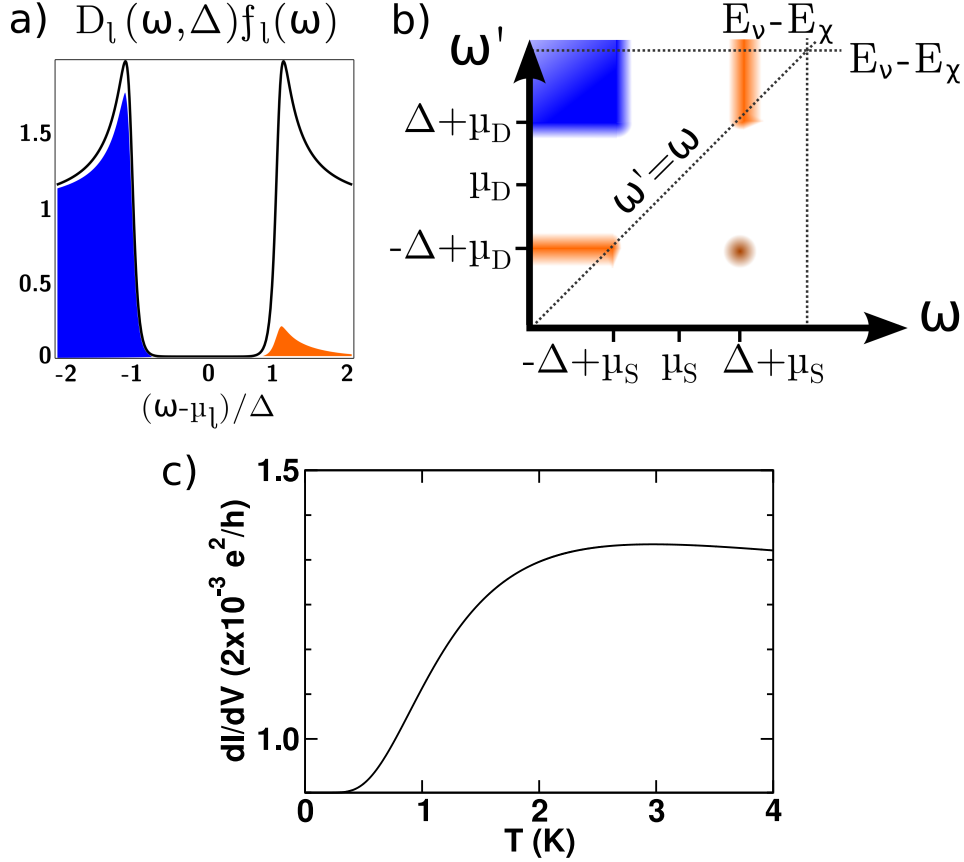 a)
D_l(ω,Δ)f_l(ω)
1.5
1
0.5
0
-2 -1 0 1 2
(ω-μ_l)/Δ
b)
ω'
E_ν-E_χ
E_ν-E_χ
Δ+μ_D
μ_D
-Δ+μ_D
ω'=ω
ω
-Δ+μ_S μ_S Δ+μ_S
c)
1.5
1.0
dI/dV (2x10^-3 e^2/h)
0 1 2 3 4
T (K)